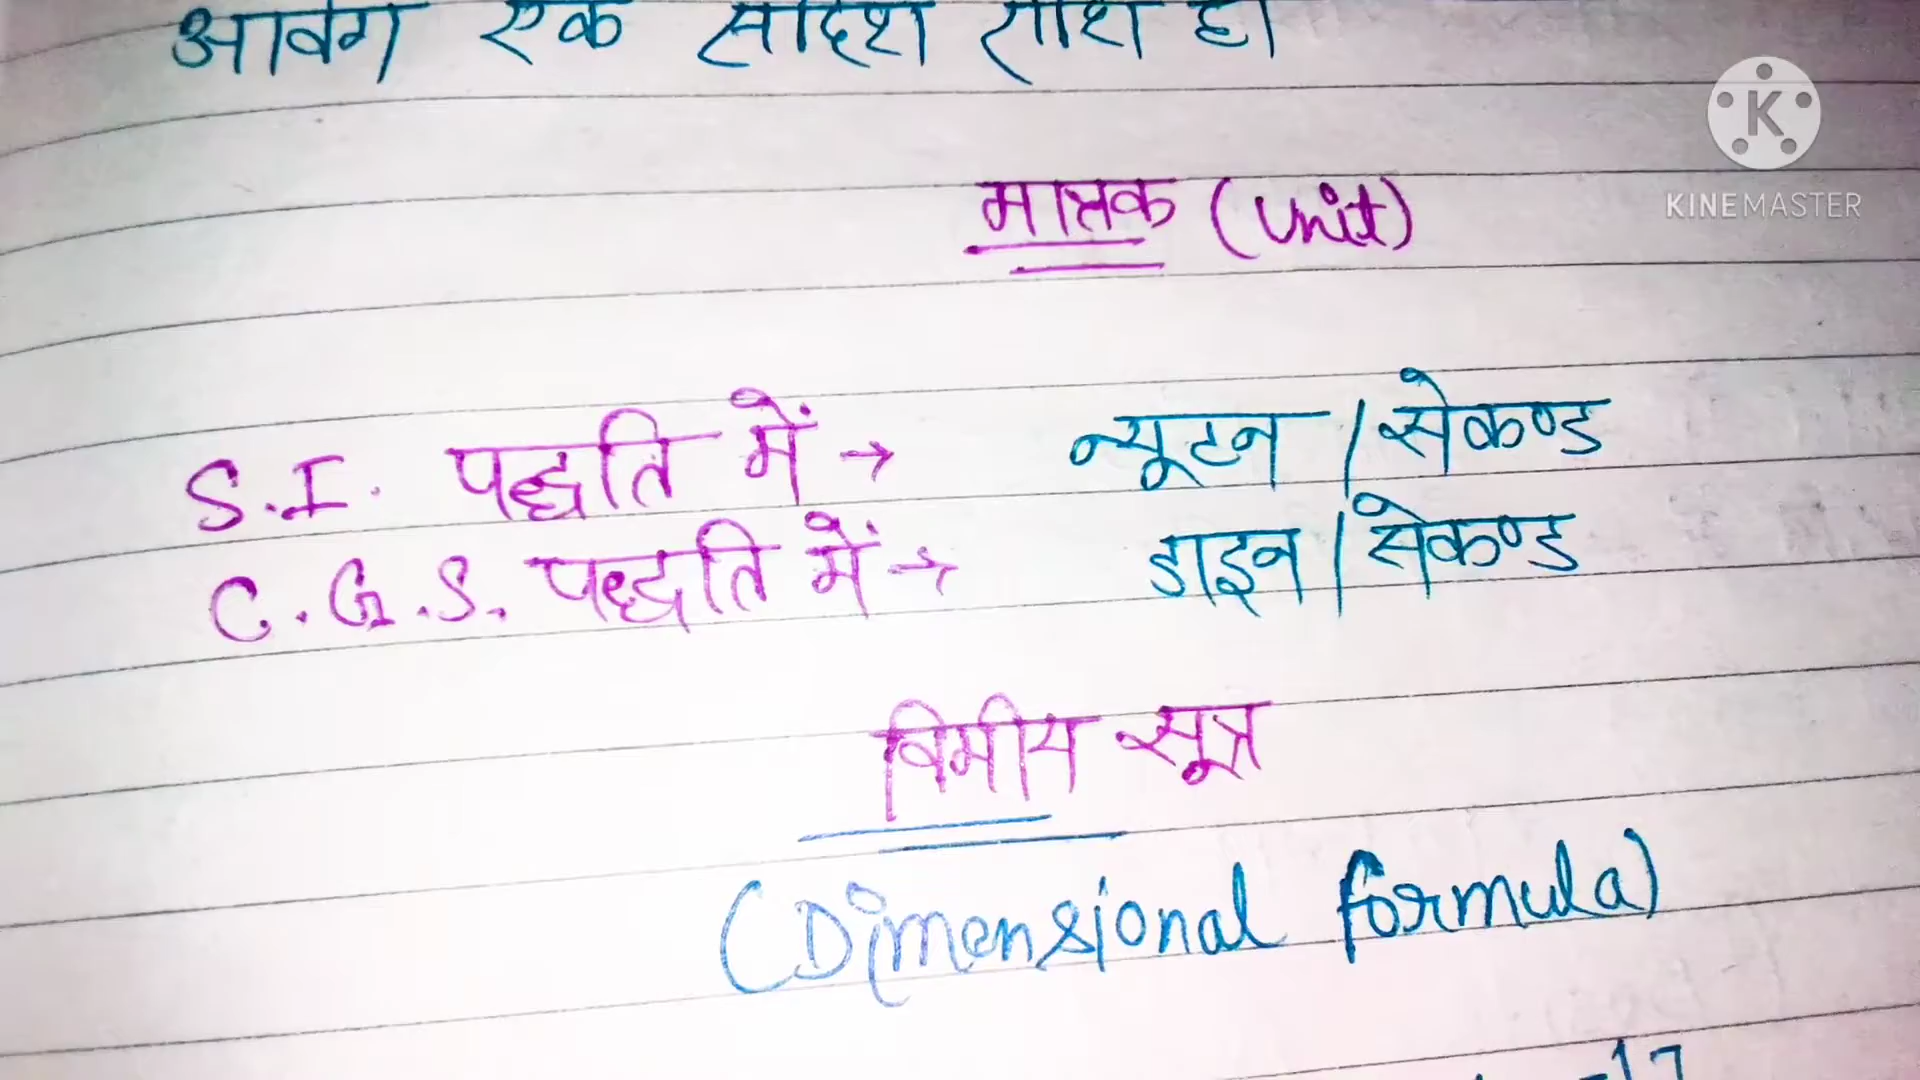 आवेग एक सदिश राशि है।
मात्रक (Unit)
S.I. पद्धति में → न्यूटन / सेकण्ड
C.G.S. पद्धति में → डाइन / सेकण्ड
विमीय सूत्र
(Dimensional formula)
K
KINEMASTER